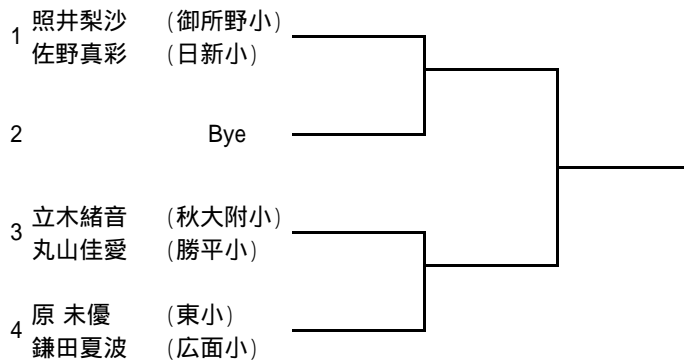 1 照井梨沙 (御所野小)
佐野真彩 (日新小)
2 Bye
3 立木緒音 (秋大附小)
丸山佳愛 (勝平小)
4 原 未優 (東小)
鎌田夏波 (広面小)